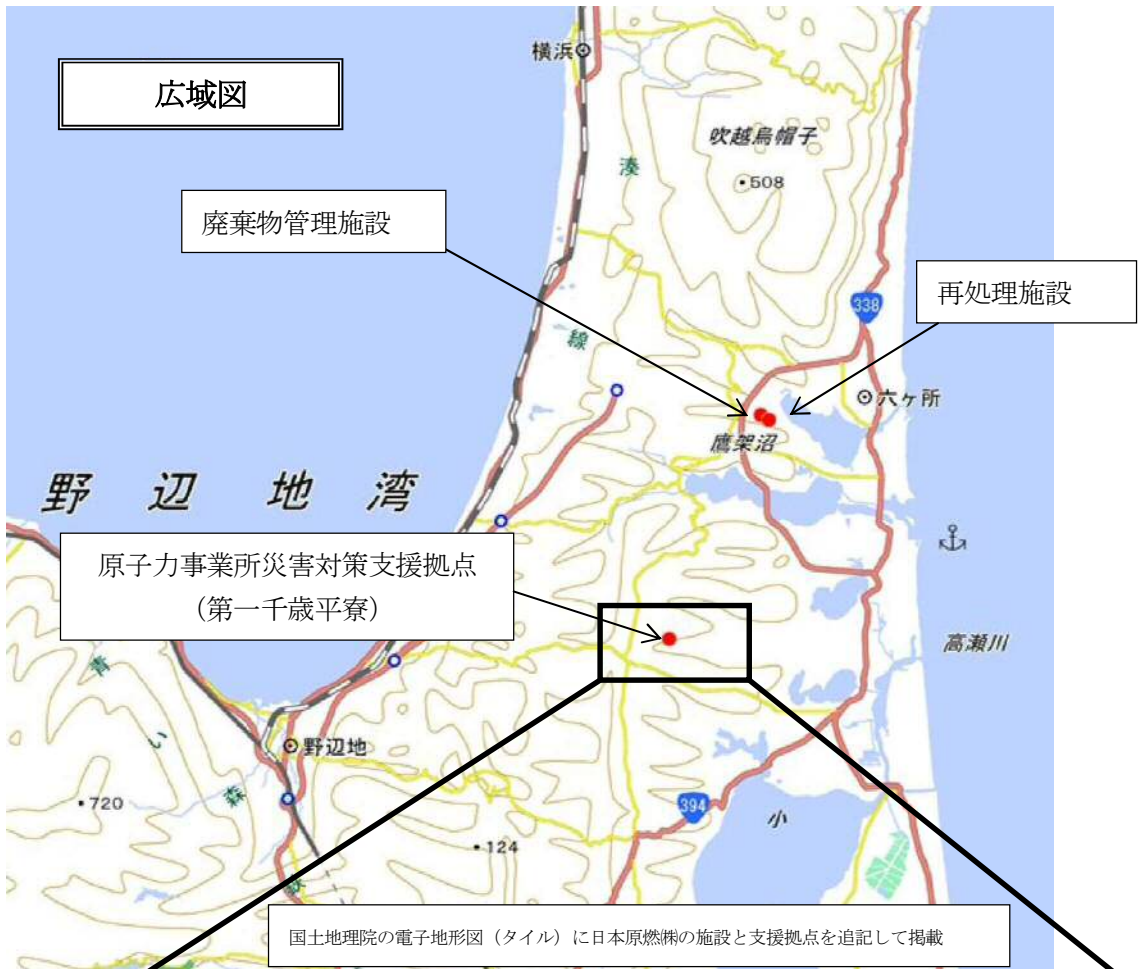 横浜
広域図
吹越烏帽子
湊
508
廃棄物管理施設
再処理施設
338
線
六ヶ所
鷹架沼
野辺地湾
原子力事業所災害対策支援拠点
(第一千歳平寮)
高瀬川
青
い
野辺地
森
720
394
小
124
鉄
国土地理院の電子地形図(タイル)に日本原燃㈱の施設と支援拠点を追記して掲載